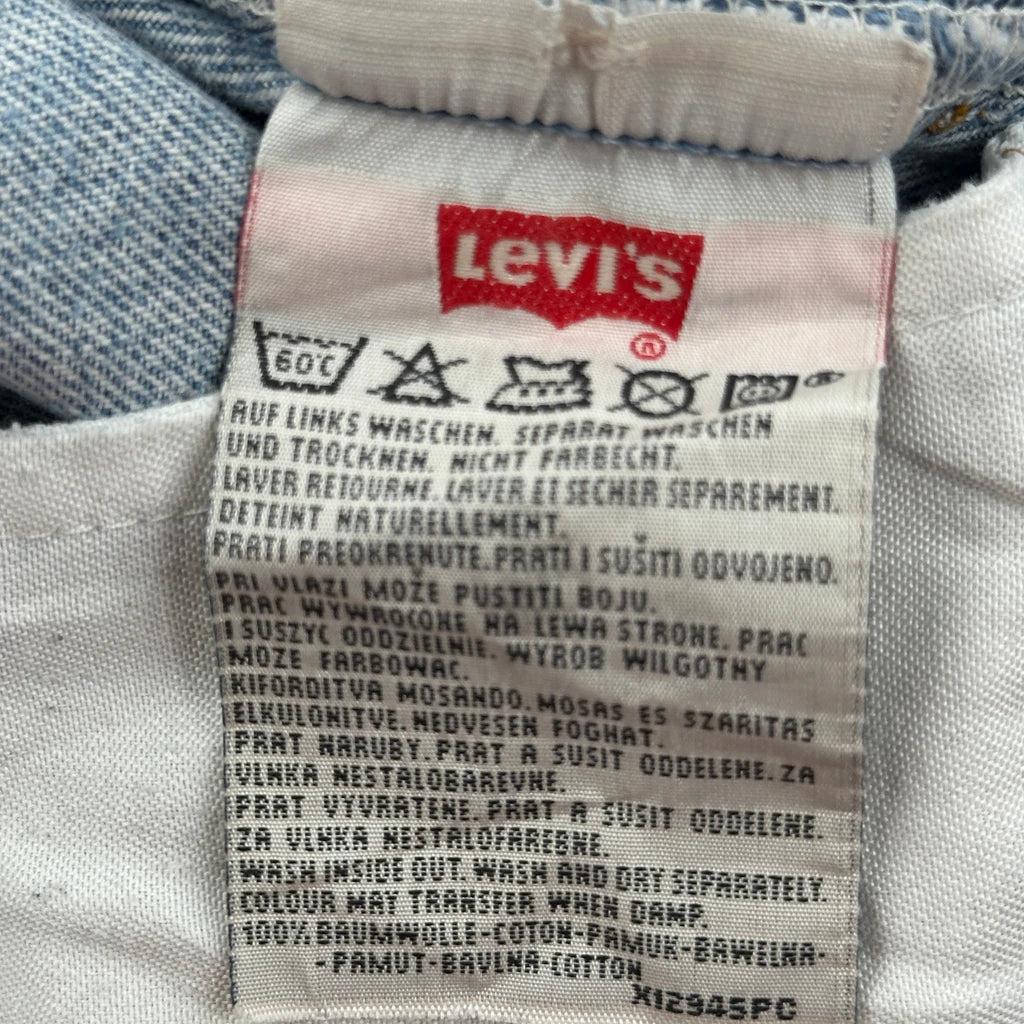 Levi's
®
60°C
AUF LINKS WASCHEN. SEPARAT WASCHEN
UND TROCKNEN. NICHT FARBECHT.
LAVER RETOURNE. LAVER ET SECHER SEPAREMENT.
DETEINT NATURELLEMENT.
PRATI PREOKRENUTE. PRATI I SUŠITI ODVOJENO.
PRI VLAZI MOŽE PUSTITI BOJU.
PRAC WYWROCONE NA LEWA STRONE. PRAC
I SUSZYC ODDZIELNIE. WYROB WILGOTNY
MOZE FARBOWAC.
KIFORDITVA MOSANDO. MOSAS ES SZARITAS
ELKULONITVE. NEDVESEN FOGHAT.
PRAT NARUBY. PRAT A SUSIT ODDELENE. ZA
VLHKA NESTALOBAREVNE.
PRAT VYVRATENE. PRAT A SUSIT ODDELENE.
ZA VLHKA NESTALOFAREBNE.
WASH INSIDE OUT. WASH AND DRY SEPARATELY.
COLOUR MAY TRANSFER WHEN DAMP.
100% BAUMWOLLE-COTON-PAMUK-BAWELNA-
-PAMUT-BAVLNA-COTTON
X12945PC